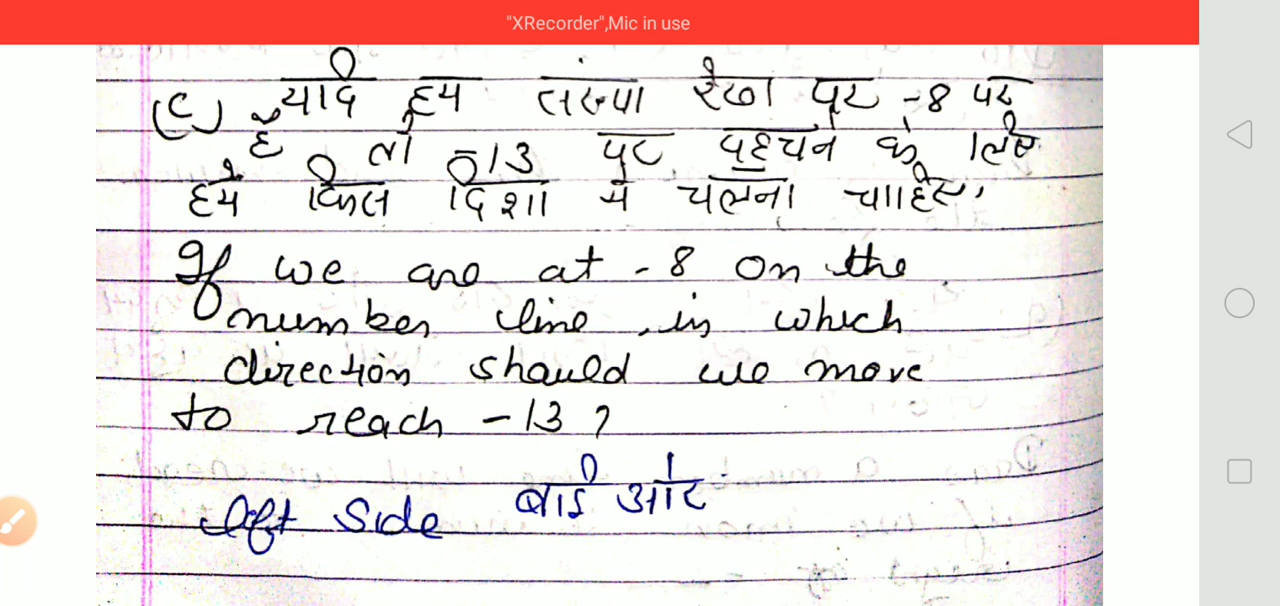 "XRecorder",Mic in use
(C) यदि हम संख्या रेखा पर -8 पर
है तो -13 पर पहुचने के लिए
हमे किस दिशा मे चलना चाहिए,
If we are at -8 on the
number line, in which
direction should we move
to reach -13?
left side बाई ओर